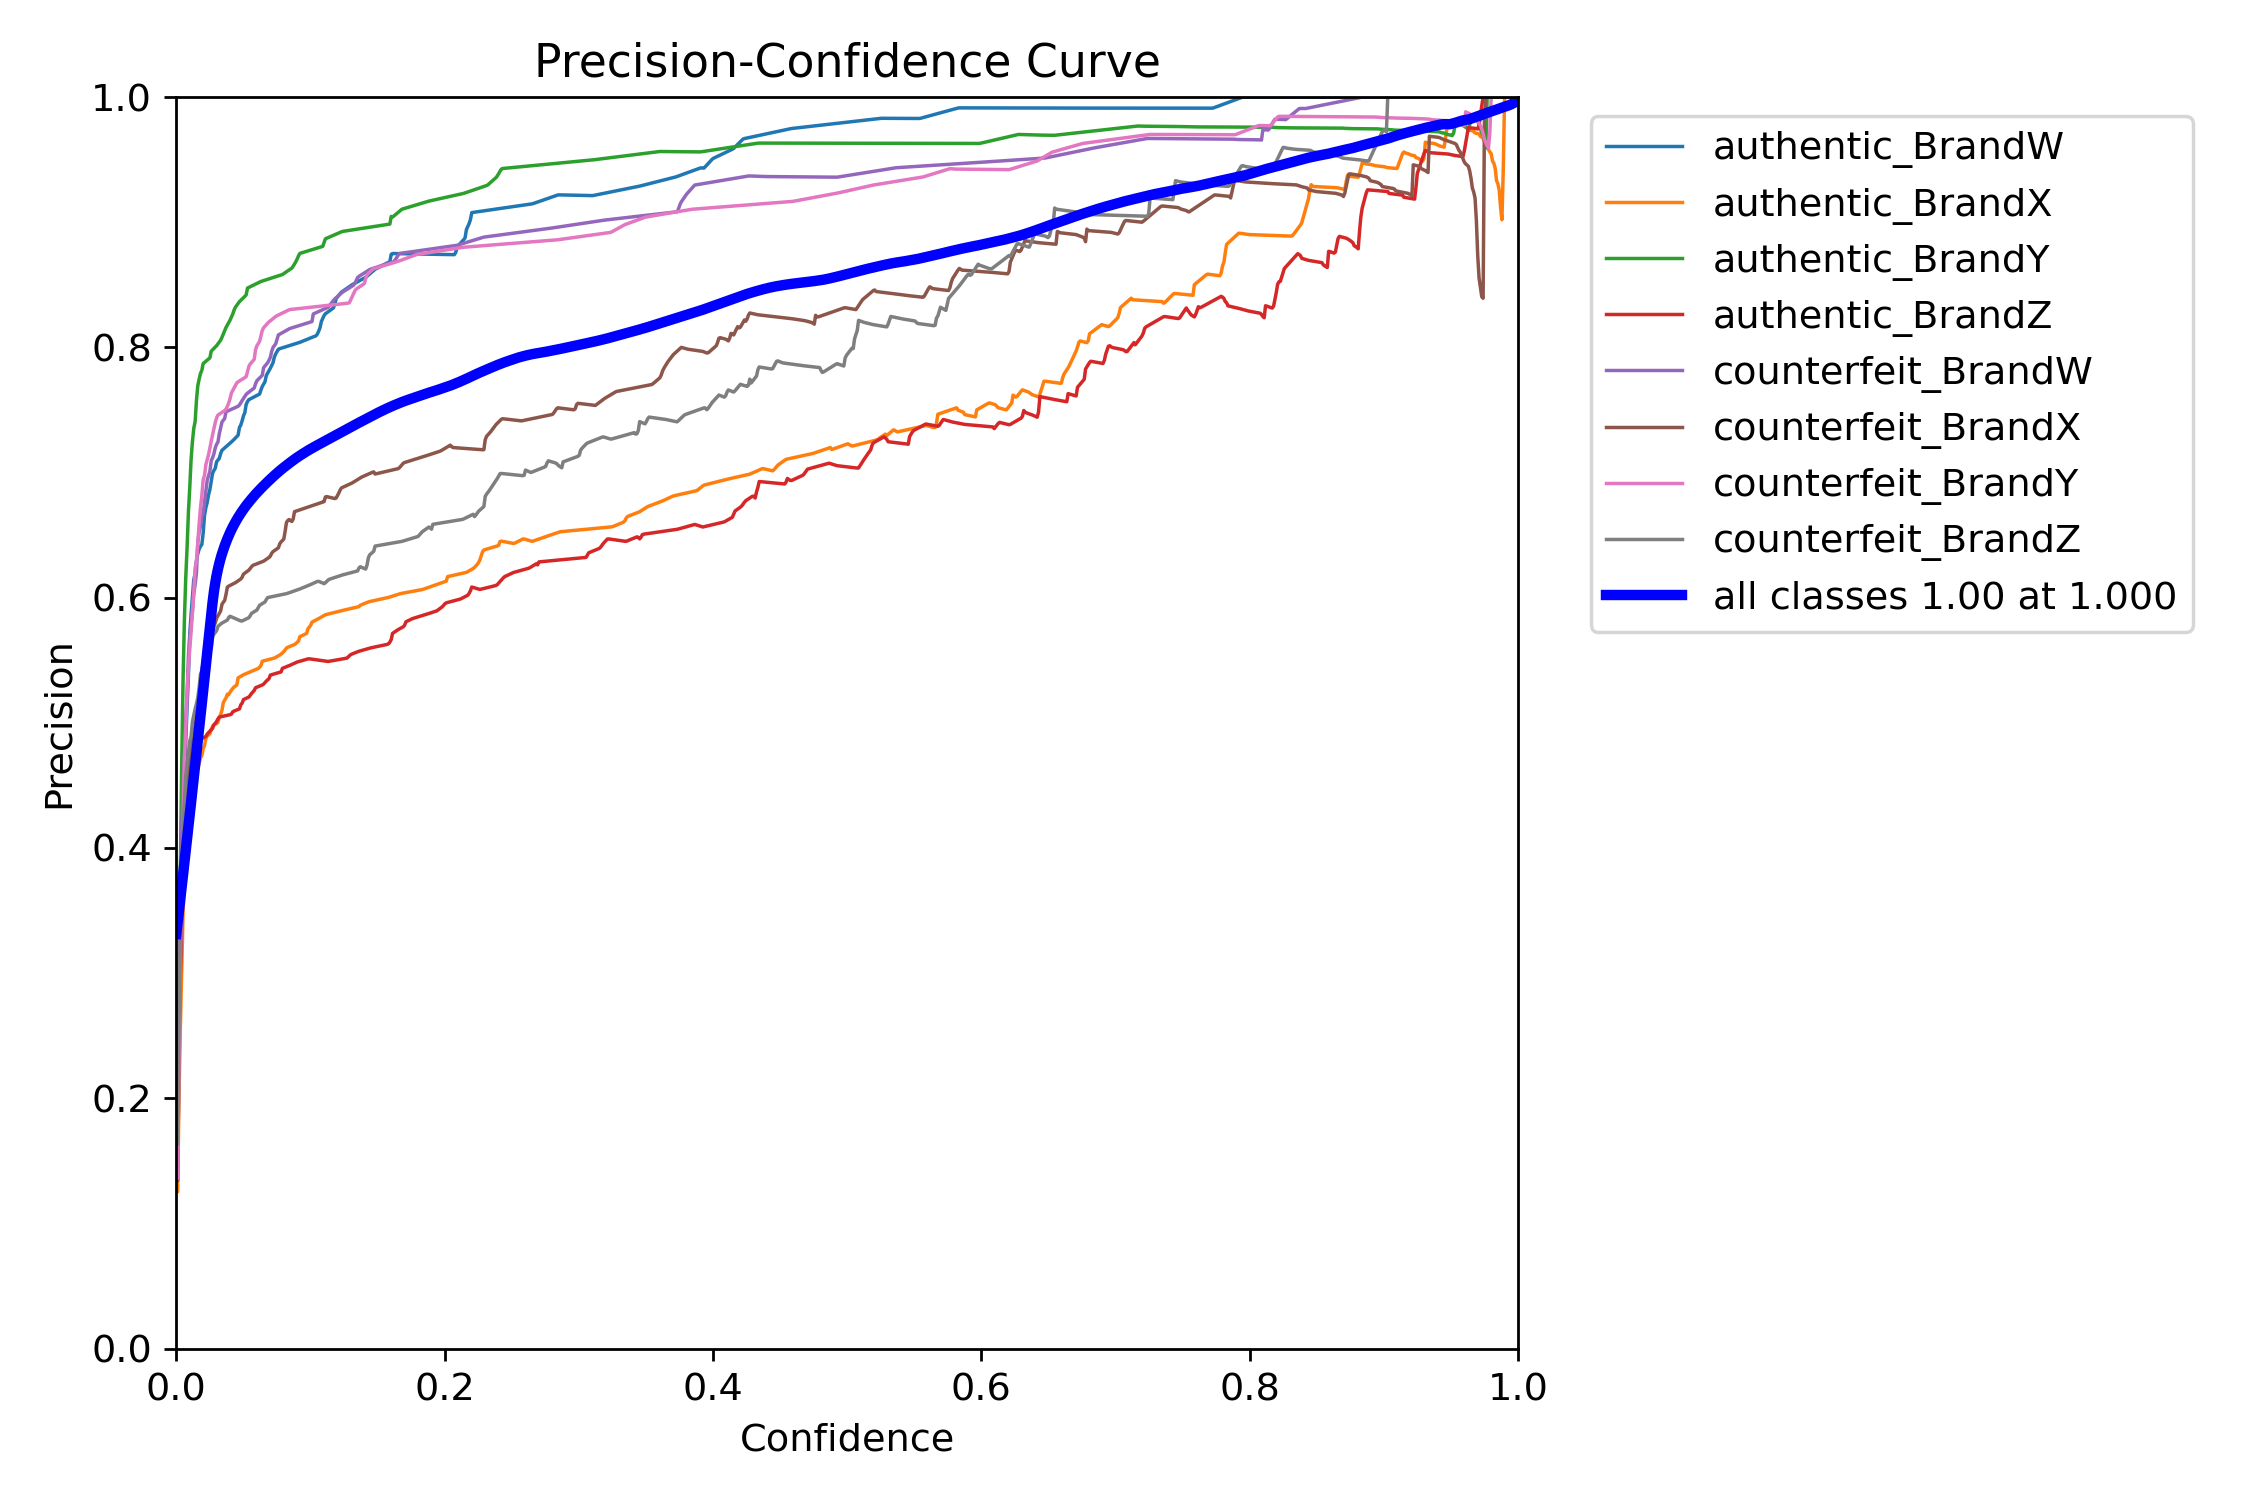 Precision-Confidence Curve
1.0
0.8
0.6
0.4
0.2
0.0
Precision
0.0 0.2 0.4 0.6 0.8 1.0
Confidence
authentic_BrandW
authentic_BrandX
authentic_BrandY
authentic_BrandZ
counterfeit_BrandW
counterfeit_BrandX
counterfeit_BrandY
counterfeit_BrandZ
all classes 1.00 at 1.000